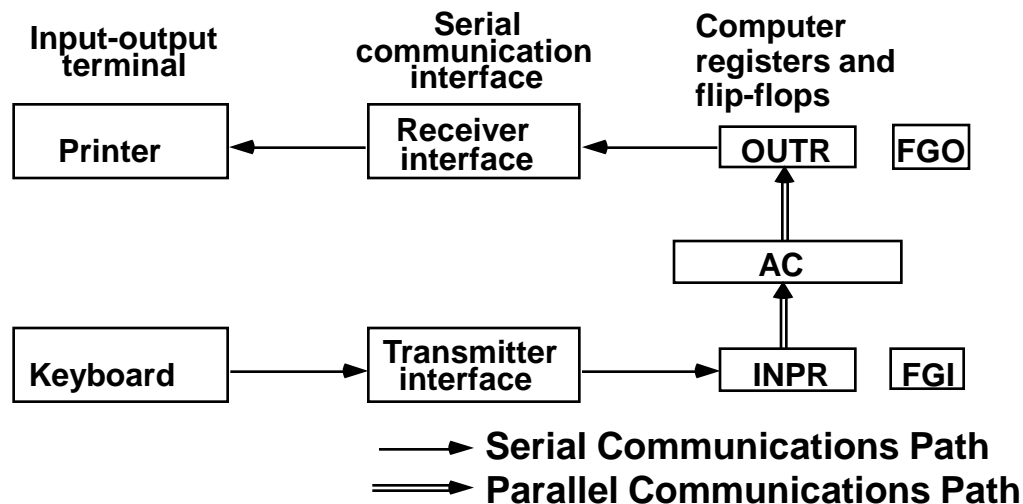 Input-output
terminal
Serial
communication
interface
Computer
registers and
flip-flops
Printer
Receiver
interface
OUTR
FGO
AC
Keyboard
Transmitter
interface
INPR
FGI
Serial Communications Path
Parallel Communications Path